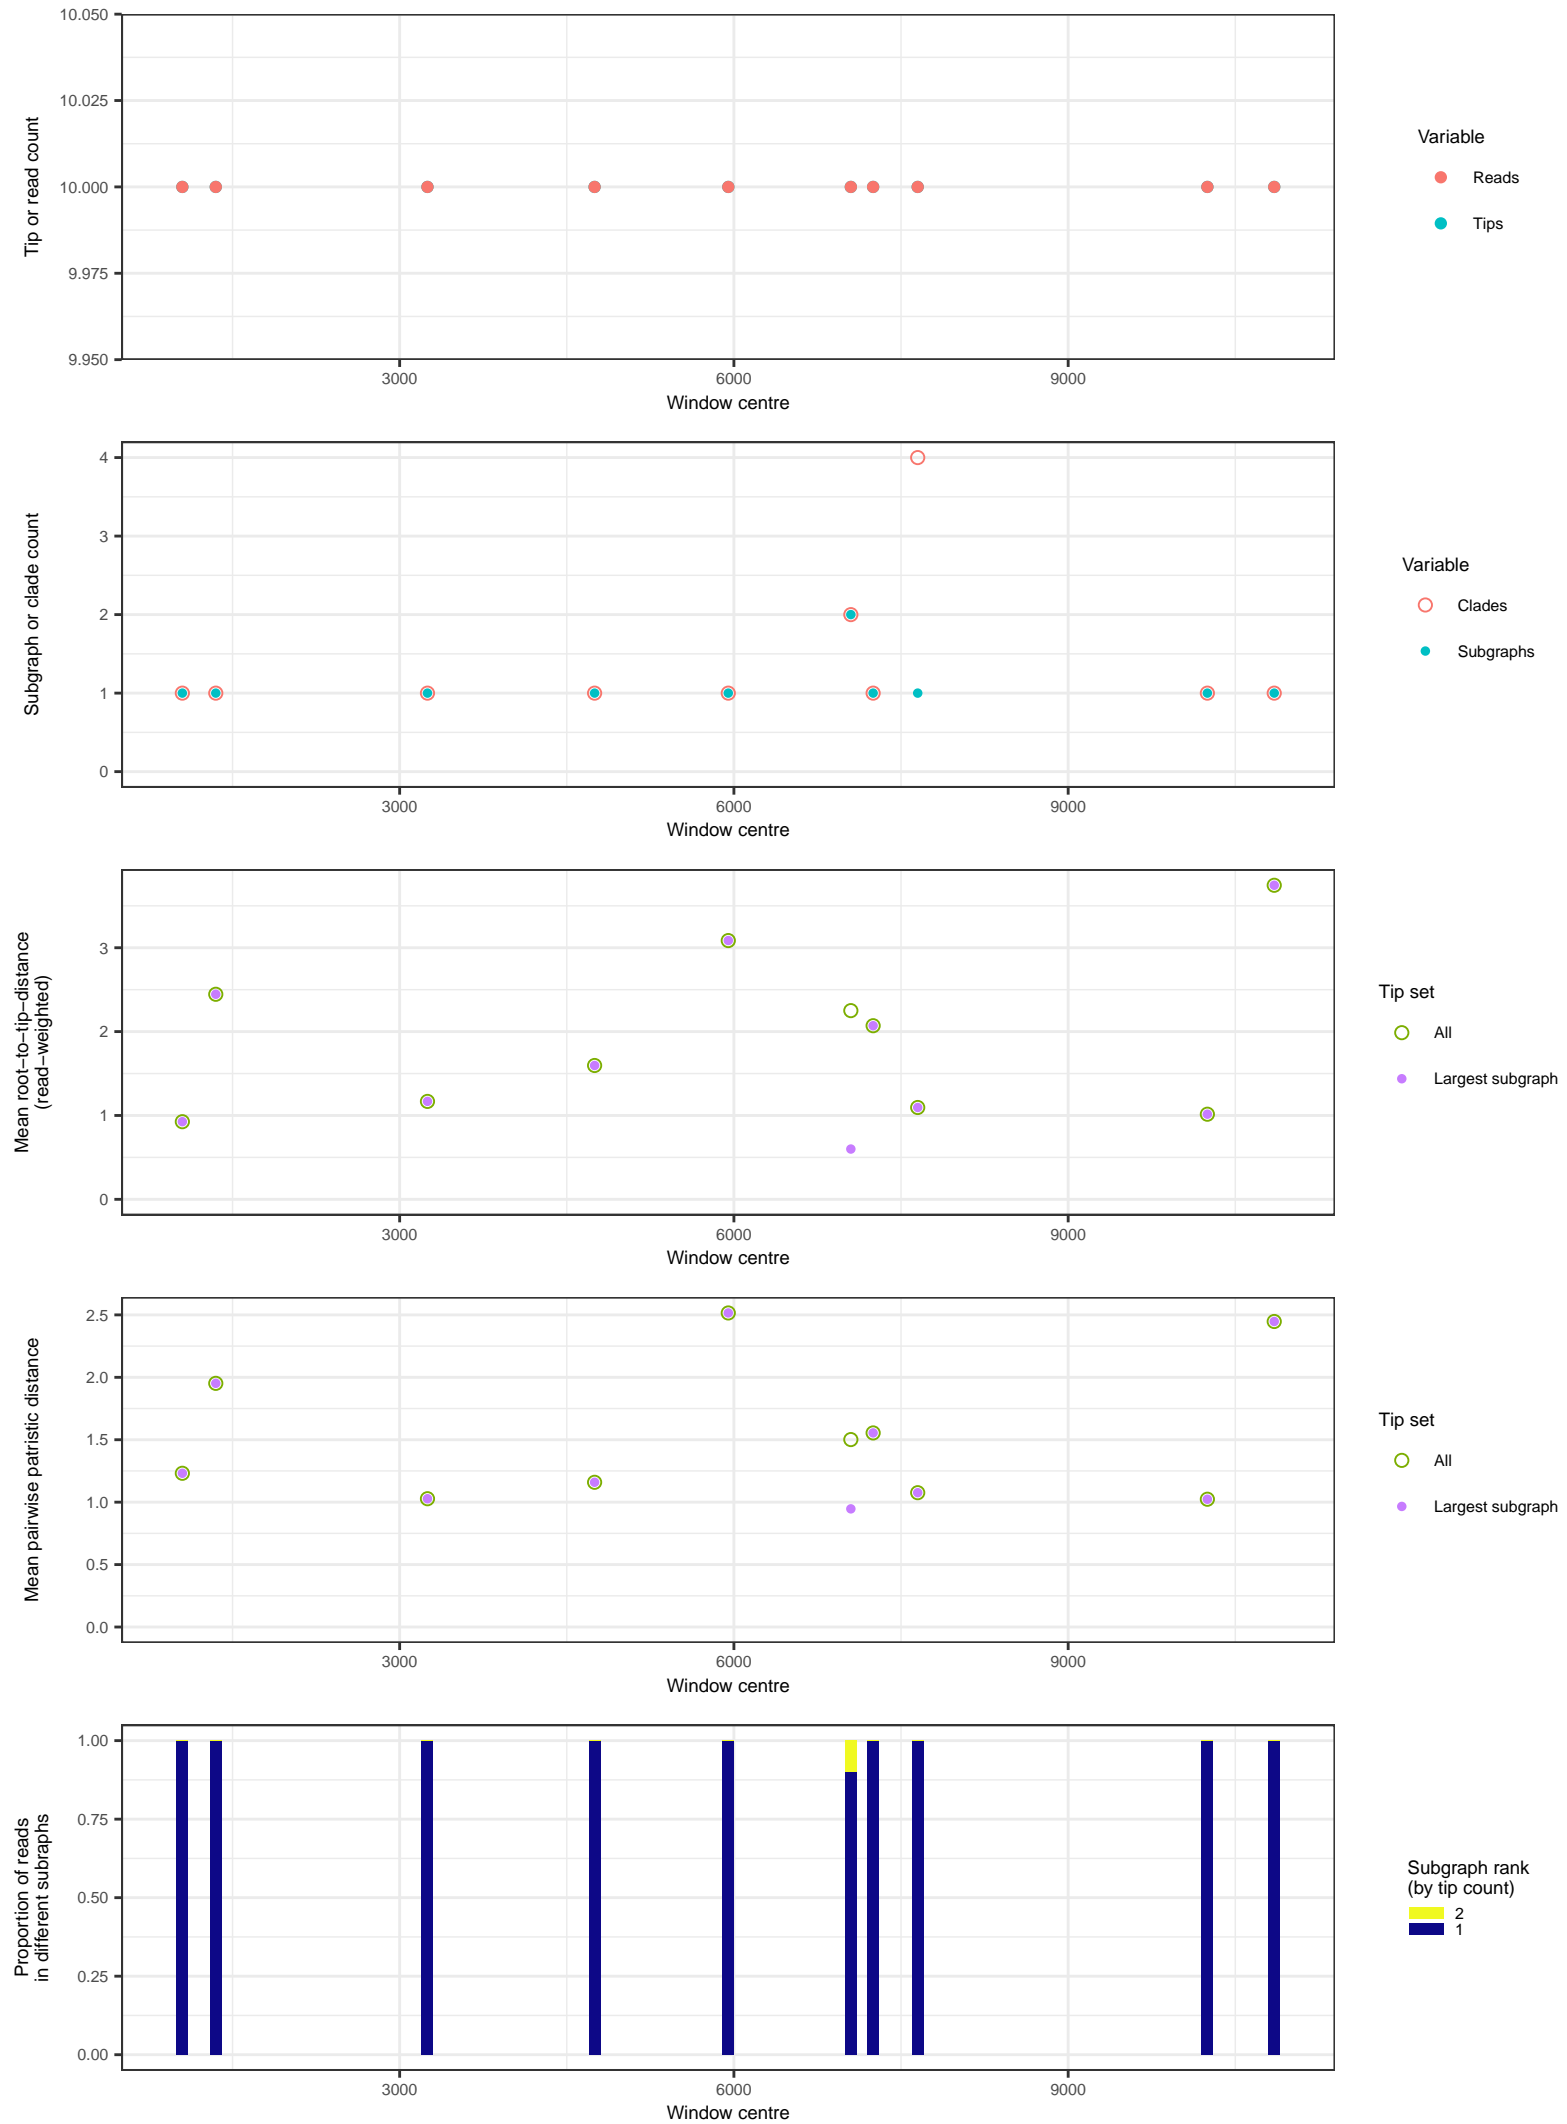 10.050
10.025
10.000
9.975
9.950
Tip or read count
3000
6000
9000
Window centre
Variable
Reads
Tips
4
3
2
1
0
Subgraph or clade count
3000
6000
9000
Window centre
Variable
Clades
Subgraphs
3
2
1
0
Mean root−to−tip−distance
(read−weighted)
3000
6000
9000
Window centre
Tip set
All
Largest subgraph
2.5
2.0
1.5
1.0
0.5
0.0
Mean pairwise patristic distance
3000
6000
9000
Window centre
Tip set
All
Largest subgraph
1.00
0.75
0.50
0.25
0.00
Proportion of reads
in different subraphs
3000
6000
9000
Window centre
Subgraph rank
(by tip count)
2
1